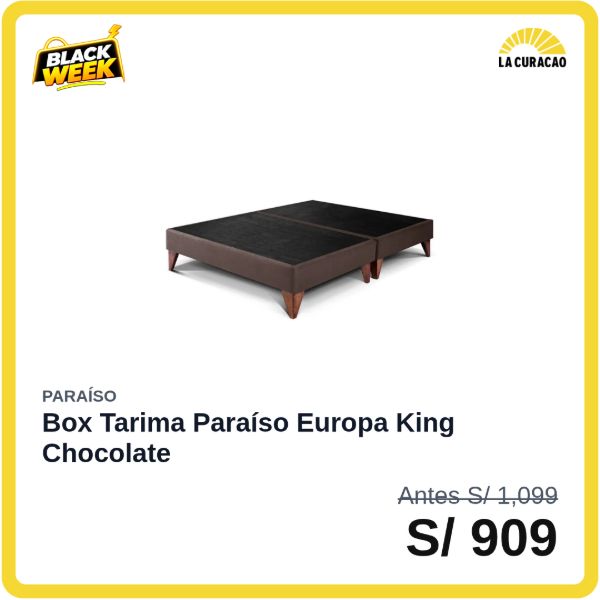 BLACK
WEEK
LA CURACAO
PARAÍSO
Box Tarima Paraíso Europa King
Chocolate
Antes S/ 1,099
S/ 909